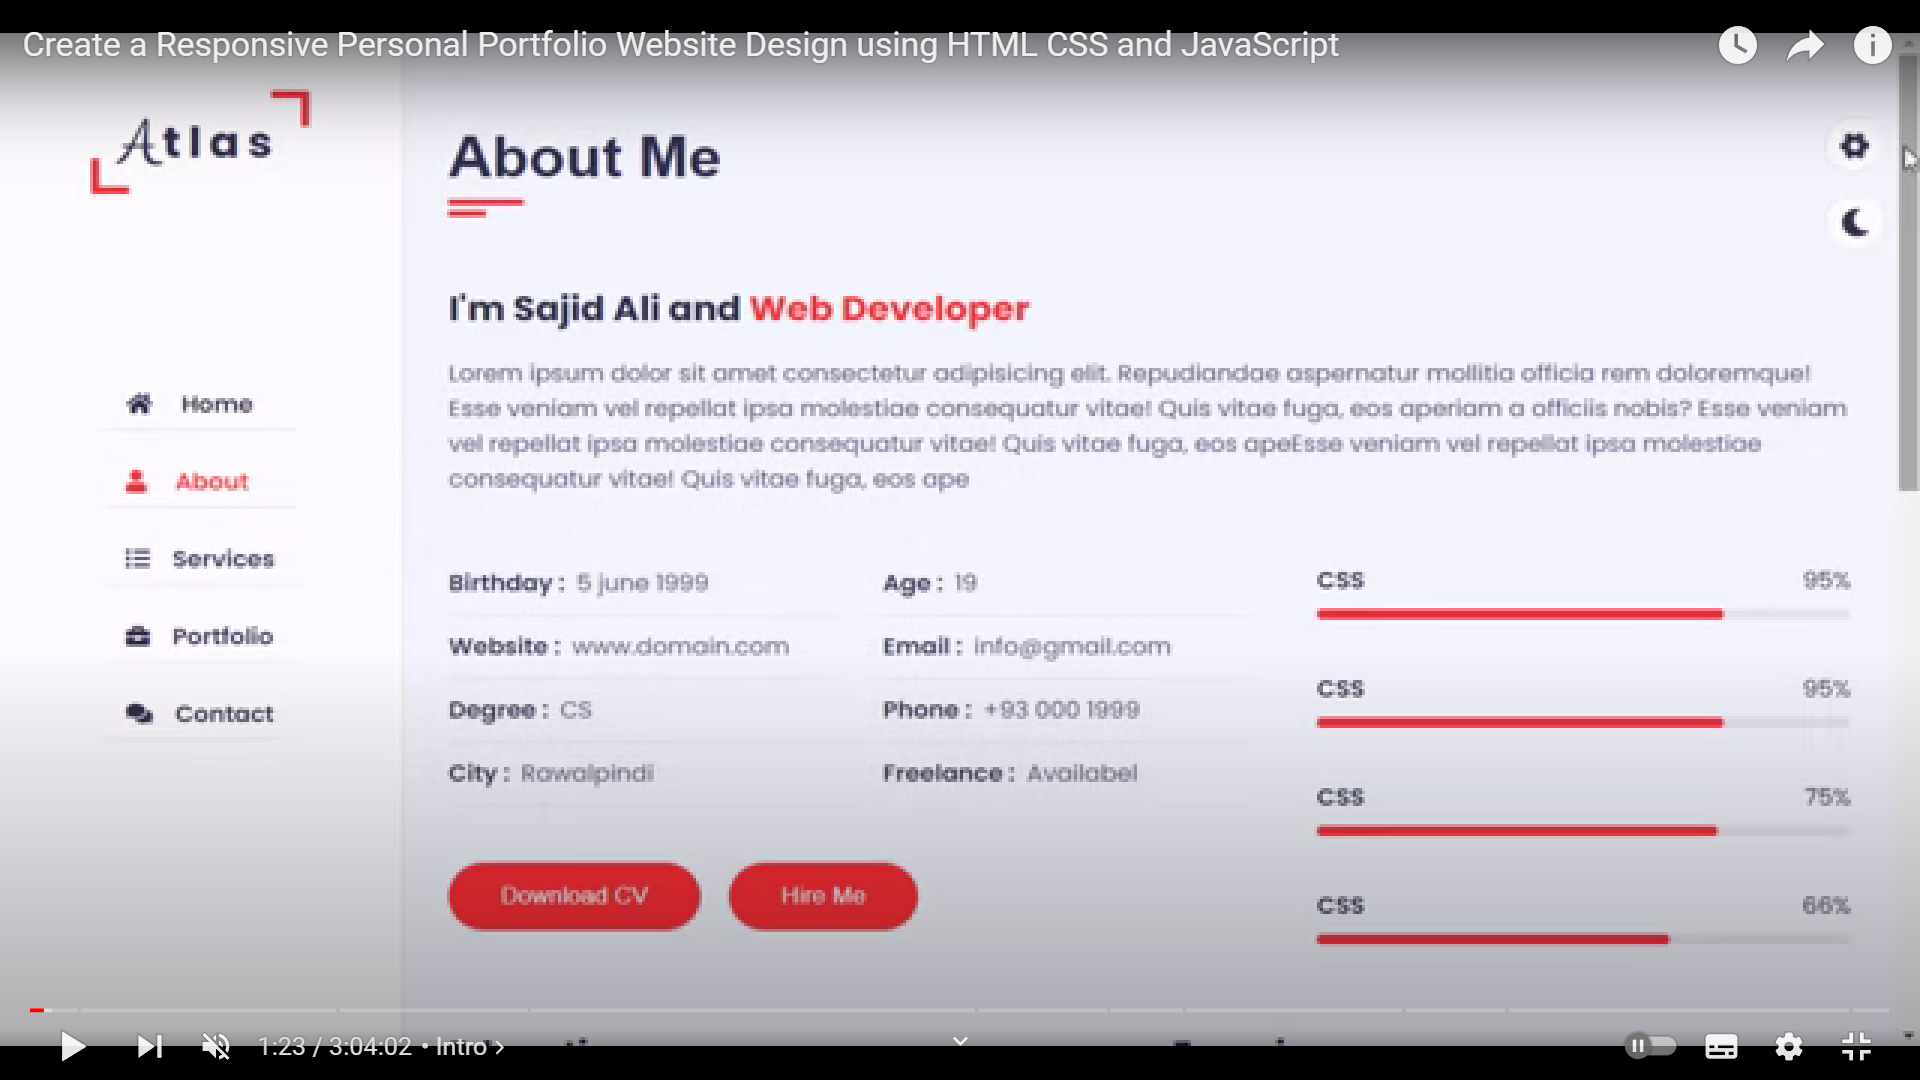 Create a Responsive Personal Portfolio Website Design using HTML CSS and JavaScript
Atlas
Home
About
Services
Portfolio
Contact
About Me
I'm Sajid Ali and Web Developer
Lorem ipsum dolor sit amet consectetur adipisicing elit. Repudiandae aspernatur mollitia officia rem doloremque!
Esse veniam vel repellat ipsa molestiae consequatur vitae! Quis vitae fuga, eos aperiam a officiis nobis? Esse veniam
vel repellat ipsa molestiae consequatur vitae! Quis vitae fuga, eos apeEsse veniam vel repellat ipsa molestiae
consequatur vitae! Quis vitae fuga, eos ape
Birthday : 5 june 1999
Age : 19
Website : www.domain.com
Email : info@gmail.com
Degree : CS
Phone : +93 000 1999
City : Rawalpindi
Freelance : Availabel
CSS 95%
CSS 95%
CSS 75%
CSS 66%
Download CV
Hire Me
1:23 / 3:04:02 • Intro